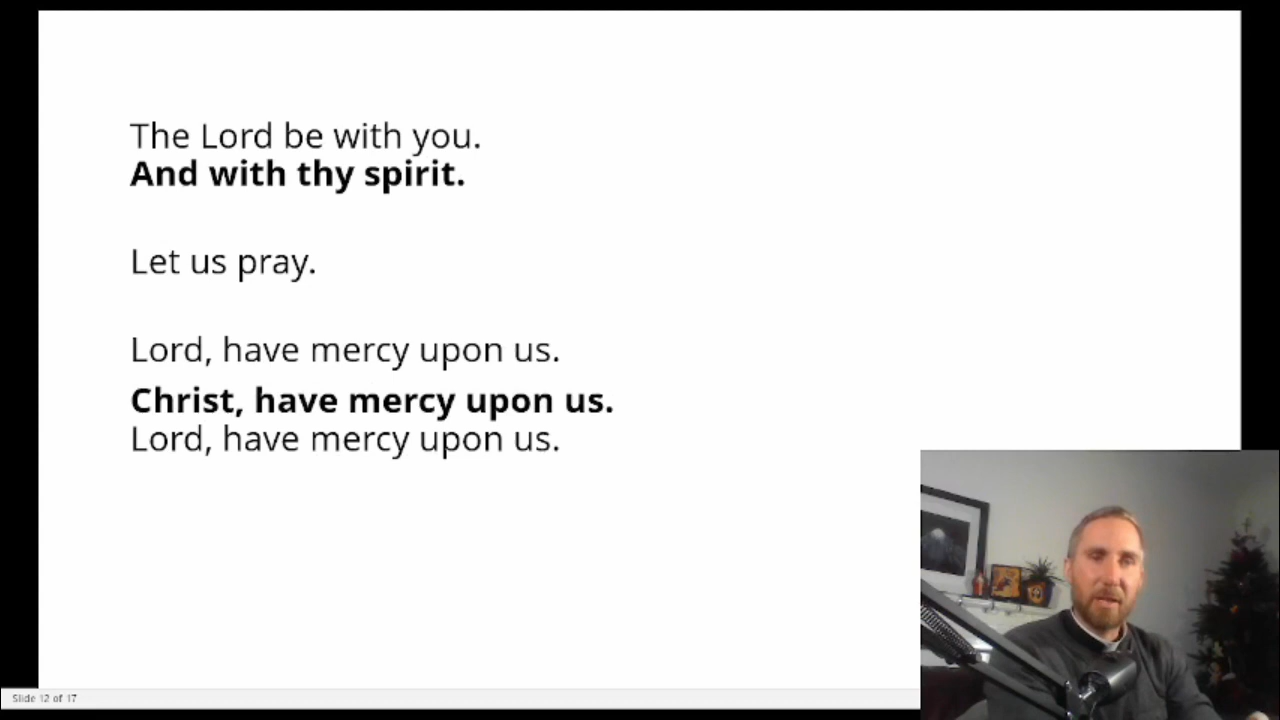 The Lord be with you.
And with thy spirit.
Let us pray.
Lord, have mercy upon us.
Christ, have mercy upon us.
Lord, have mercy upon us.
Slide 12 of 17